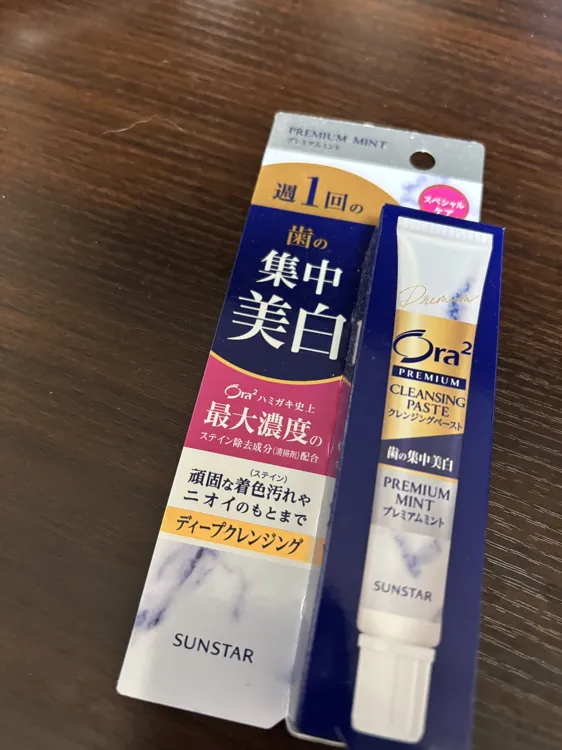 PREMIUM MINT
プレミアムミント
週1回の
スペシャル
ケア
歯の
集中
美白
Ora²ハミガキ史上
最大濃度の
ステイン除去成分(清掃剤)配合
(ステイン)
頑固な着色汚れや
ニオイのもとまで
ディープクレンジング
SUNSTAR
Premium
Ora²
PREMIUM
CLEANSING
PASTE
クレンジングペースト
歯の集中美白
PREMIUM
MINT
プレミアムミント
SUNSTAR